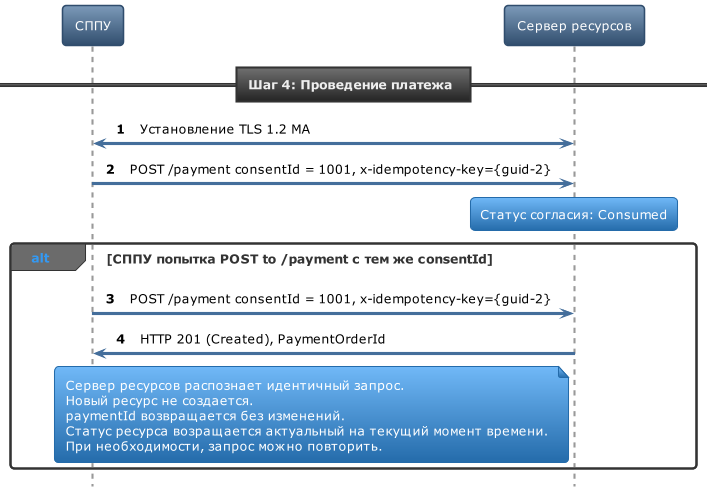 СППУ
Сервер ресурсов
Шаг 4: Проведение платежа
1 Установление TLS 1.2 MA
2 POST /payment consentId = 1001, x-idempotency-key={guid-2}
Статус согласия: Consumed
alt [СППУ попытка POST to /payment с тем же consentId]
3 POST /payment consentId = 1001, x-idempotency-key={guid-2}
4 HTTP 201 (Created), PaymentOrderId
Сервер ресурсов распознает идентичный запрос.
Новый ресурс не создается.
paymentId возвращается без изменений.
Статус ресурса возращается актуальный на текущий момент времени.
При необходимости, запрос можно повторить.